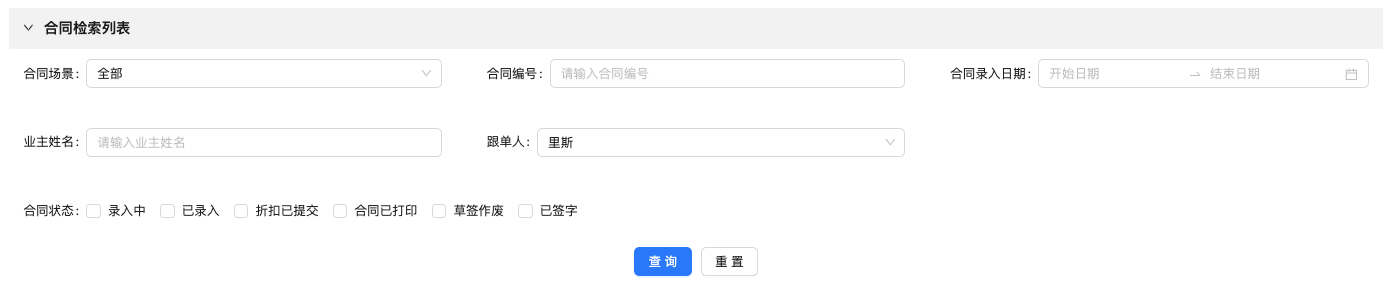 合同检索列表
合同场景: 全部 合同编号: 请输入合同编号 合同录入日期: 开始日期 → 结束日期
业主姓名: 请输入业主姓名 跟单人: 里斯
合同状态: 录入中 已录入 折扣已提交 合同已打印 草签作废 已签字
查 询 重 置